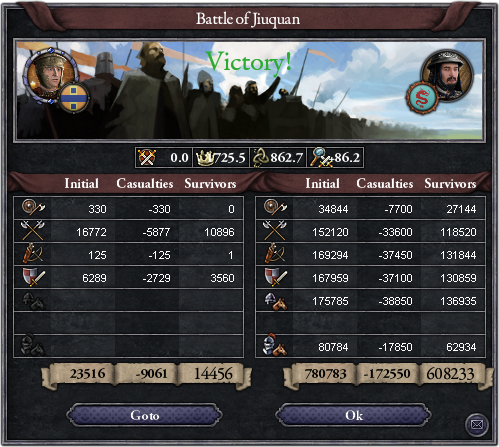 Battle of Jiuquan
Victory!
0.0 725.5 862.7 +86.2
Initial Casualties Survivors Initial Casualties Survivors
330 -330 0 34844 -7700 27144
16772 -5877 10896 152120 -33600 118520
125 -125 1 169294 -37450 131844
6289 -2729 3560 167959 -37100 130859
175785 -38850 136935
80784 -17850 62934
23516 -9061 14456 780783 -172550 608233
Goto Ok